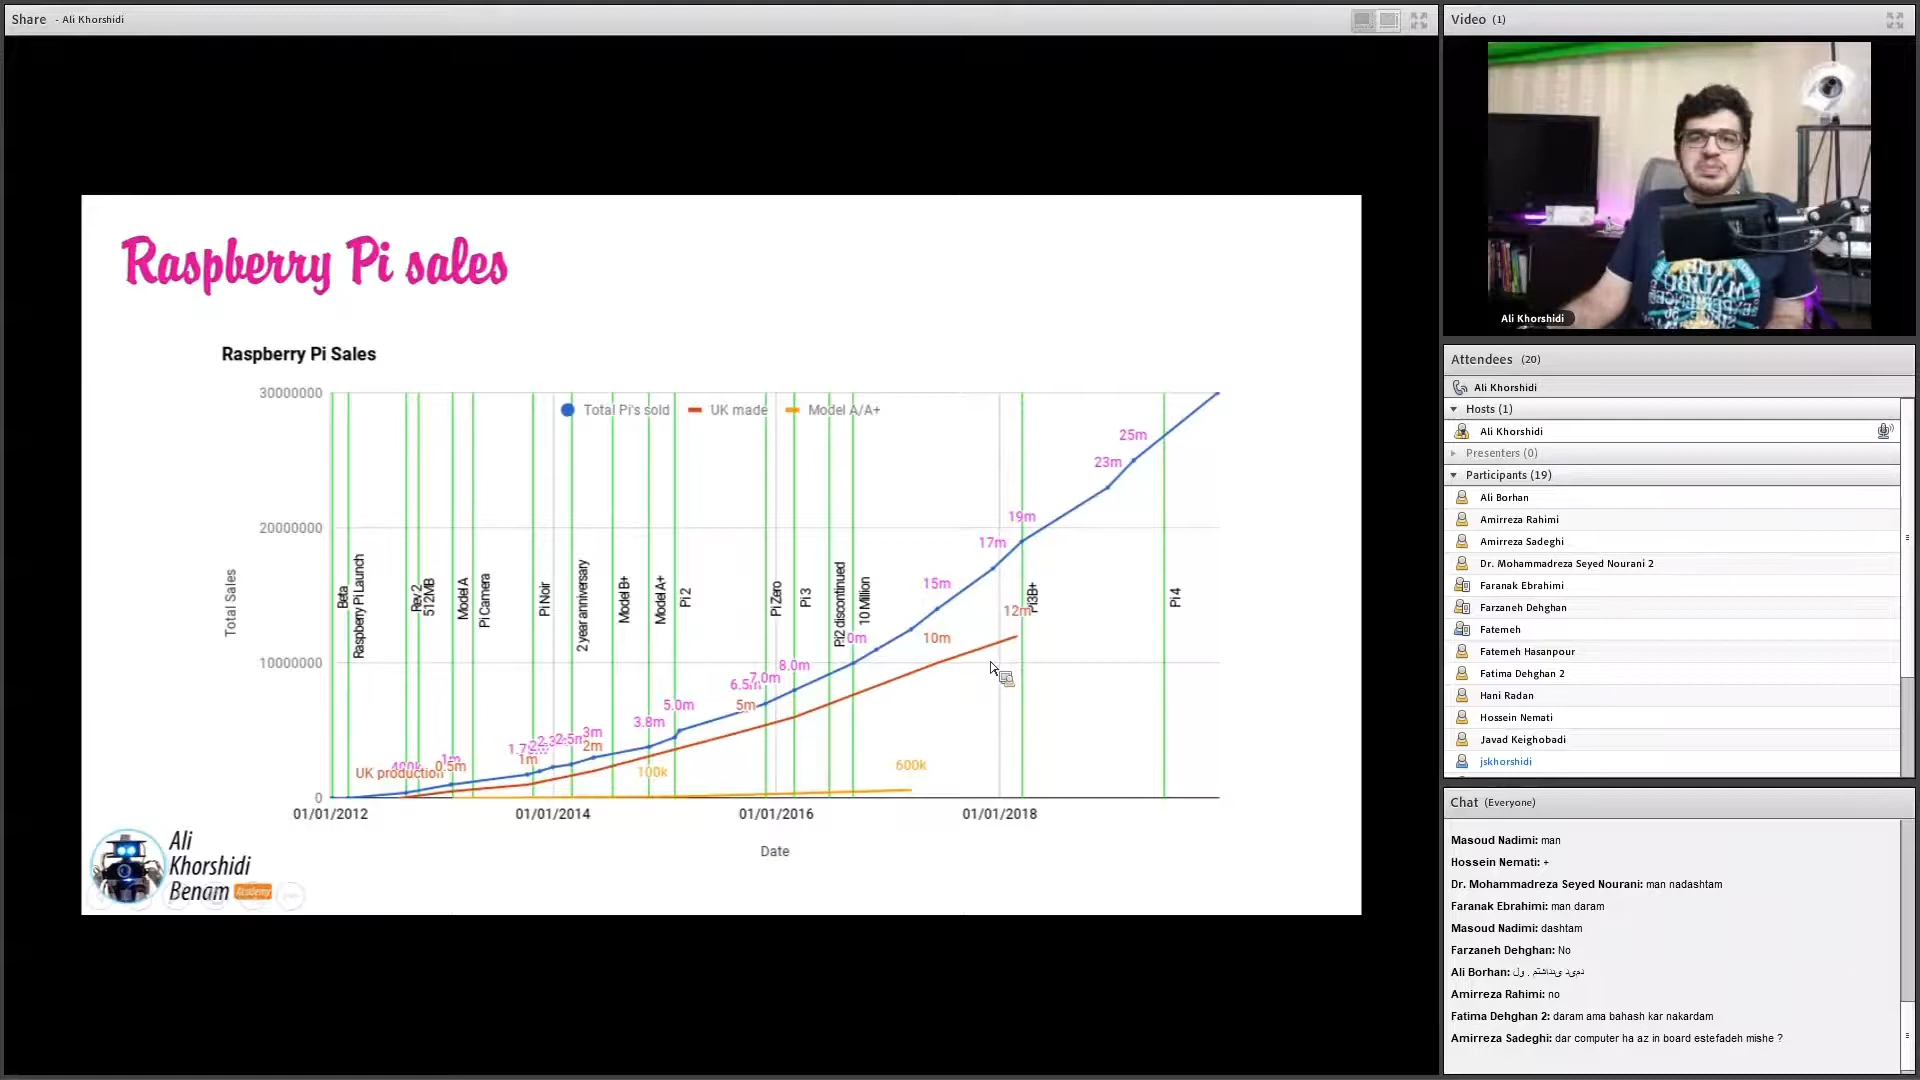 Share - Ali Khorshidi
Raspberry Pi sales
Raspberry Pi Sales
Total Pi's sold
UK made
Model A/A+
30000000
20000000
10000000
0
Total Sales
Beta
Raspberry Pi Launch
Rev 2
512MB
Model A
Pi Camera
Pi Noir
2 year anniversary
Model B+
Model A+
Pi 2
Pi Zero
Pi 3
Pi2 discontinued
10 Million
Pi 4
UK production
0.5m
1m
2m
3m
3.8m
100k
5.0m
5m
7.0m
8.0m
10m
12m
600k
15m
17m
19m
23m
25m
01/01/2012
01/01/2014
01/01/2016
01/01/2018
Date
Ali
Khorshidi
Benam Academy
Video (1)
Ali Khorshidi
Attendees (20)
Ali Khorshidi
Hosts (1)
Ali Khorshidi
Presenters (0)
Participants (19)
Ali Borhan
Amirreza Rahimi
Amirreza Sadeghi
Dr. Mohammadreza Seyed Nourani 2
Faranak Ebrahimi
Farzaneh Dehghan
Fatemeh
Fatemeh Hasanpour
Fatima Dehghan 2
Hani Radan
Hossein Nemati
Javad Keighobadi
jskhorshidi
Chat (Everyone)
Masoud Nadimi: man
Hossein Nemati: +
Dr. Mohammadreza Seyed Nourani: man nadashtam
Faranak Ebrahimi: man daram
Masoud Nadimi: dashtam
Farzaneh Dehghan: No
Ali Borhan:
Amirreza Rahimi: no
Fatima Dehghan 2: daram ama bahash kar nakardam
Amirreza Sadeghi: dar computer ha az in board estefadeh mishe ?